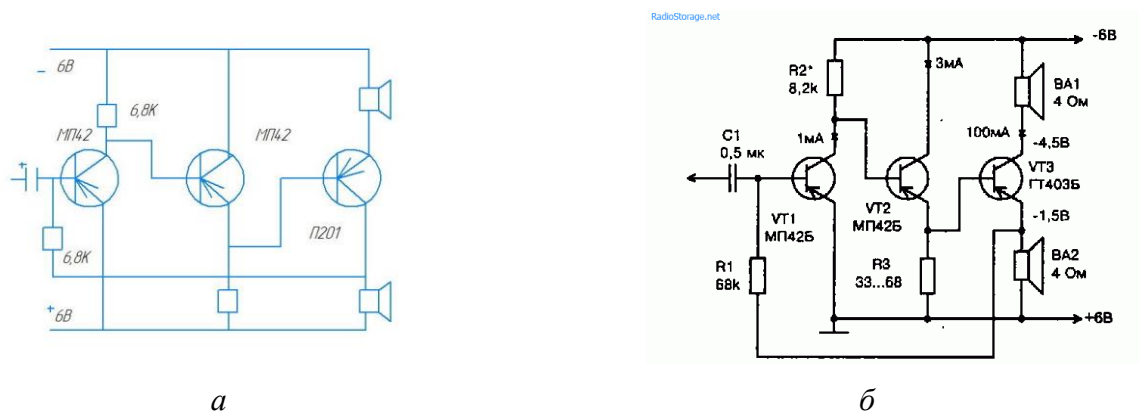 RadioStorage.net
− 6В
6,8К
МП42
МП42
+
6,8К
П201
+ 6В
-6В
R2*
8,2k
3мА
ВА1
4 Ом
C1
0,5 мк
1мА
100мА
-4,5В
VT3
ГТ403Б
VT1
МП42Б
VT2
МП42Б
-1,5В
R1
68k
R3
33...68
ВА2
4 Ом
+6В
а
б